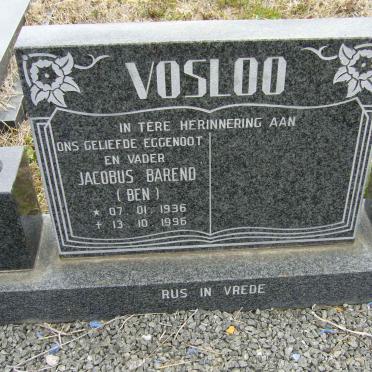 VOSLOO
IN TERE HERINNERING AAN
ONS GELIEFDE EGGENOOT
EN VADER
JACOBUS BAREND
( BEN )
* 07. 01. 1936
+ 13. 10. 1996
RUS IN VREDE